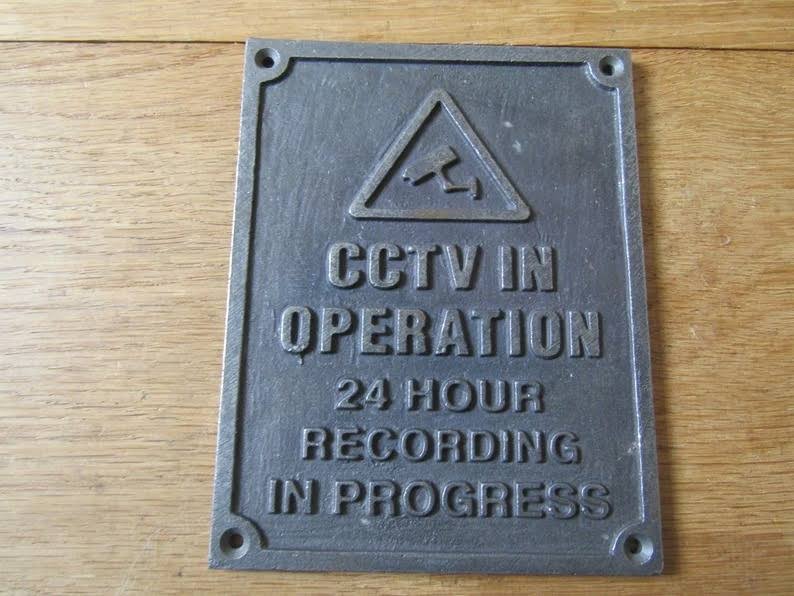 CCTV IN
OPERATION
24 HOUR
RECORDING
IN PROGRESS